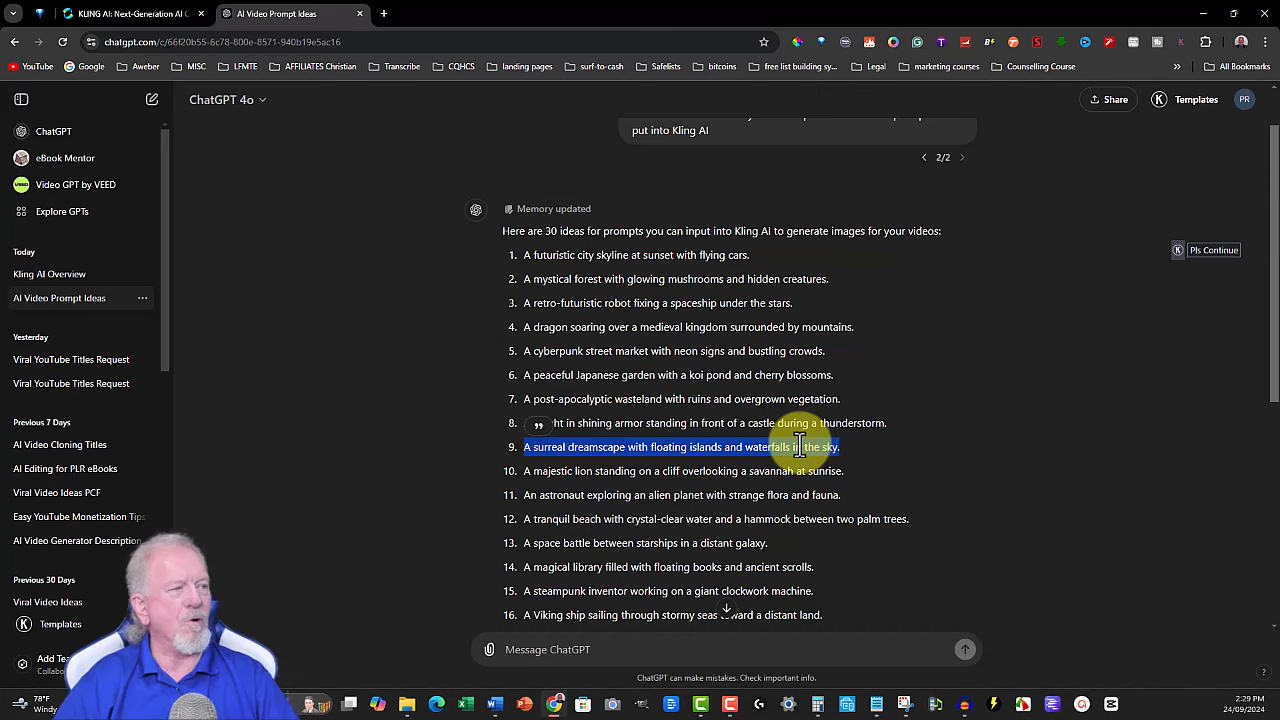 KLING AI: Next-Generation AI C
AI Video Prompt Ideas
chatgpt.com/c/66f20b55-6c78-800e-8571-940b19e5ac16
YouTube
Google
Aweber
MISC
LFMTE
AFFILIATES Christian
Transcribe
CQHCS
landing pages
surf-to-cash
Safelists
bitcoins
free list building sy...
Legal
marketing courses
Counselling Course
All Bookmarks
ChatGPT 4o
Share
Templates
PR
ChatGPT
eBook Mentor
Video GPT by VEED
Explore GPTs
Today
Kling AI Overview
AI Video Prompt Ideas
Yesterday
Viral YouTube Titles Request
Viral YouTube Titles Request
Previous 7 Days
AI Video Cloning Titles
AI Editing for PLR eBooks
Viral Video Ideas PCF
Easy YouTube Monetization Tips
AI Video Generator Description
Previous 30 Days
Viral Video Ideas
Templates
Add Te
Collabo
put into Kling AI
2/2
Memory updated
Here are 30 ideas for prompts you can input into Kling AI to generate images for your videos:
1. A futuristic city skyline at sunset with flying cars.
2. A mystical forest with glowing mushrooms and hidden creatures.
3. A retro-futuristic robot fixing a spaceship under the stars.
4. A dragon soaring over a medieval kingdom surrounded by mountains.
5. A cyberpunk street market with neon signs and bustling crowds.
6. A peaceful Japanese garden with a koi pond and cherry blossoms.
7. A post-apocalyptic wasteland with ruins and overgrown vegetation.
8. ht in shining armor standing in front of a castle during a thunderstorm.
9. A surreal dreamscape with floating islands and waterfalls in the sky.
10. A majestic lion standing on a cliff overlooking a savannah at sunrise.
11. An astronaut exploring an alien planet with strange flora and fauna.
12. A tranquil beach with crystal-clear water and a hammock between two palm trees.
13. A space battle between starships in a distant galaxy.
14. A magical library filled with floating books and ancient scrolls.
15. A steampunk inventor working on a giant clockwork machine.
16. A Viking ship sailing through stormy seas toward a distant land.
Pls Continue
Message ChatGPT
ChatGPT can make mistakes. Check important info.
?
78°F
Windy
2:29 PM
24/09/2024